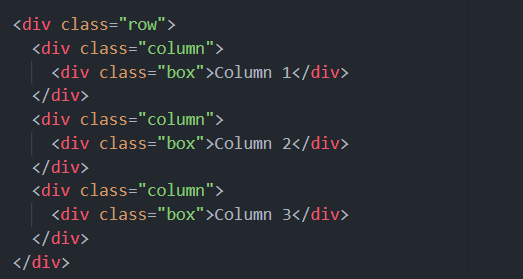 <div class="row">
  <div class="column">
    <div class="box">Column 1</div>
  </div>
  <div class="column">
    <div class="box">Column 2</div>
  </div>
  <div class="column">
    <div class="box">Column 3</div>
  </div>
</div>